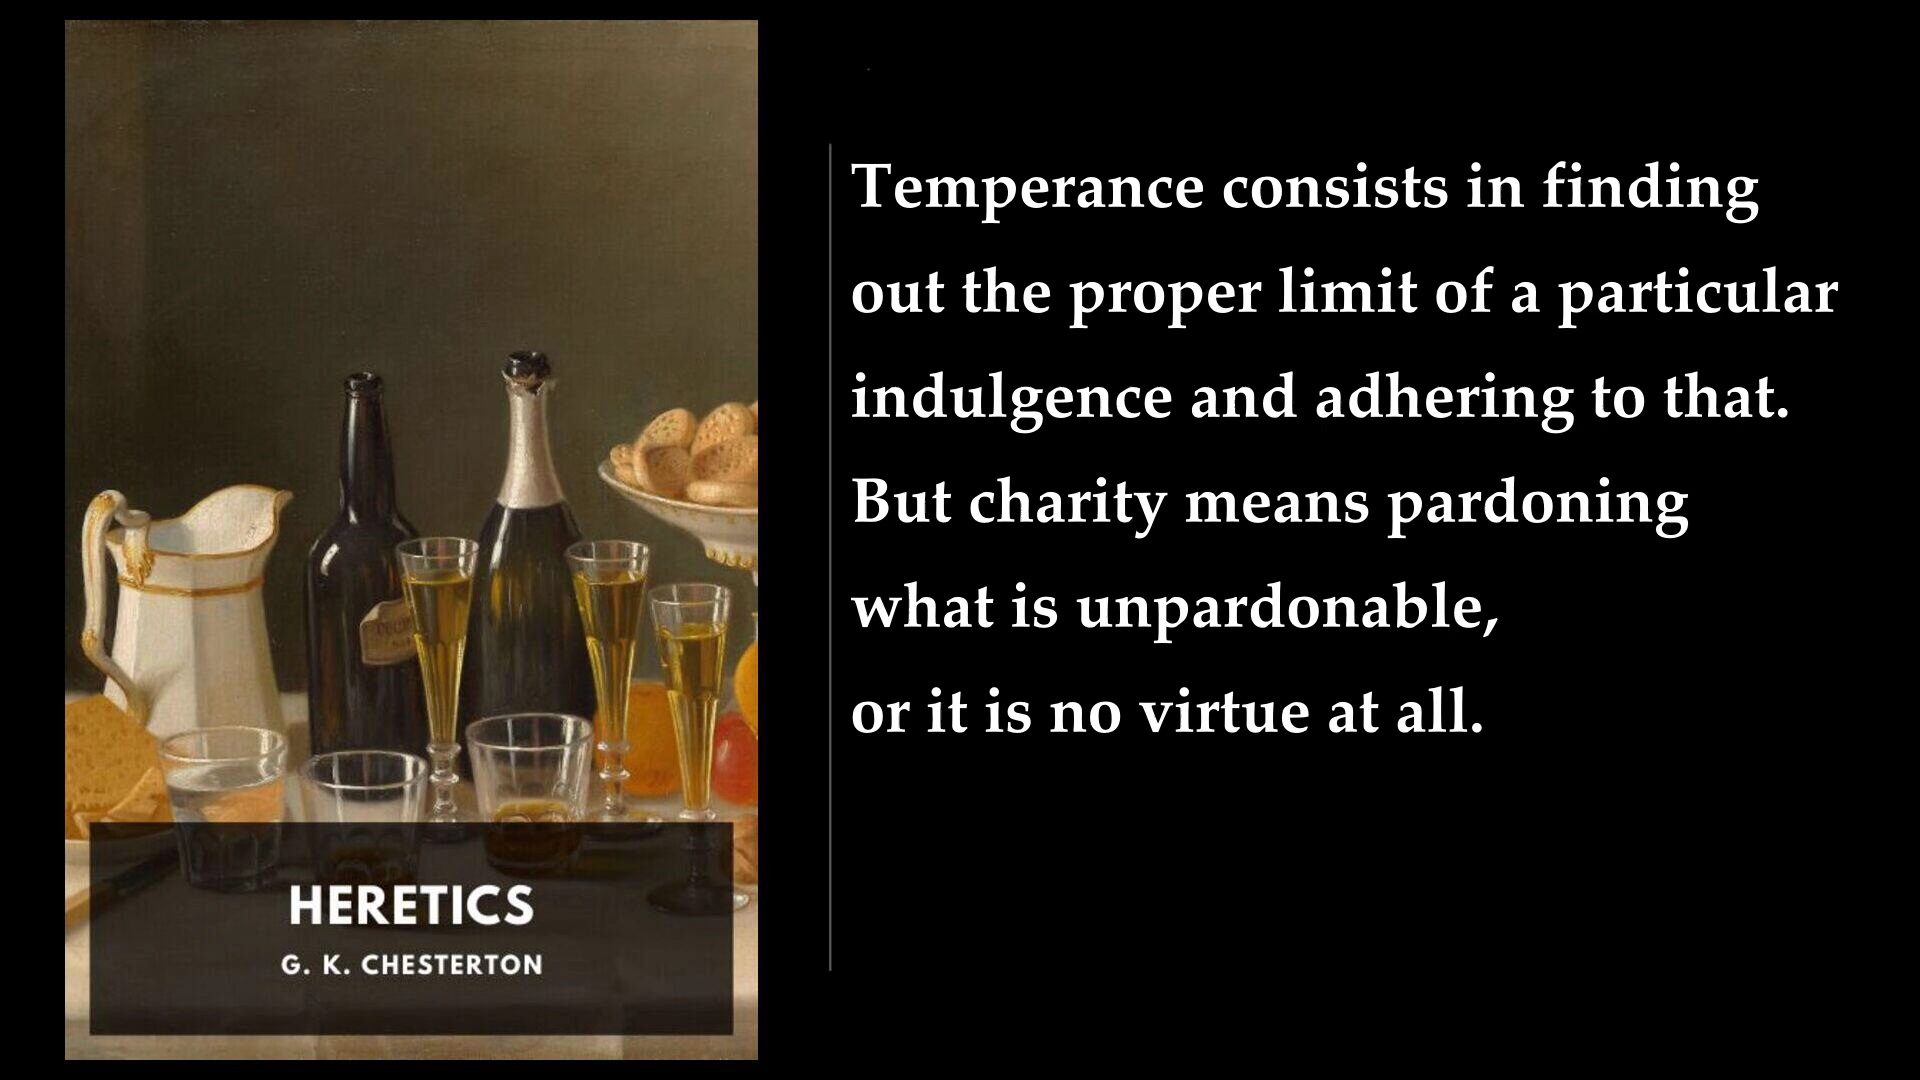 Temperance consists in finding
out the proper limit of a particular
indulgence and adhering to that.
But charity means pardoning
what is unpardonable,
or it is no virtue at all.
HERETICS
G. K. CHESTERTON